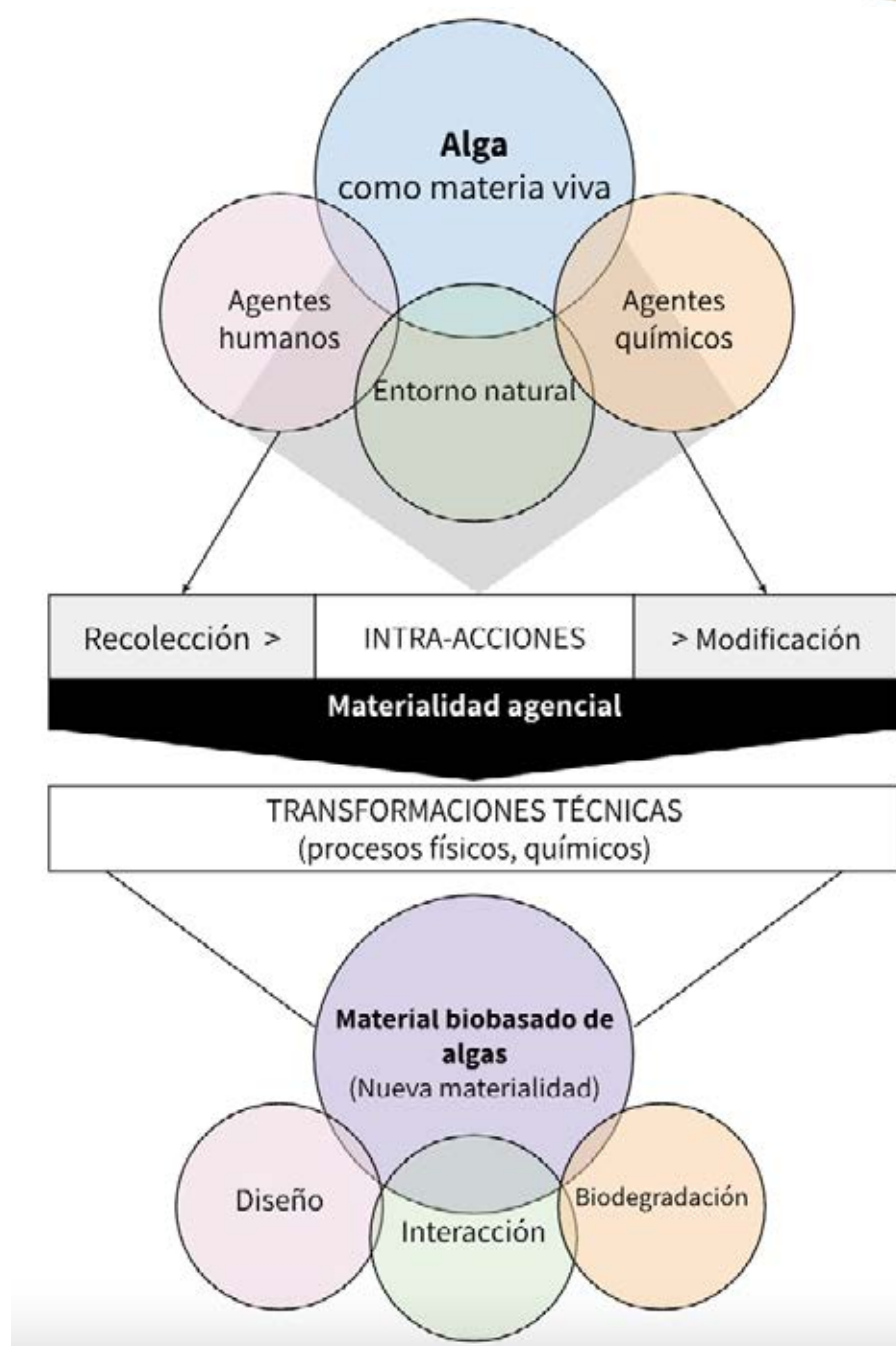 Alga
como materia viva
Agentes
humanos
Agentes
químicos
Entorno natural
Recolección >
INTRA-ACCIONES
> Modificación
Materialidad agencial
TRANSFORMACIONES TÉCNICAS
(procesos físicos, químicos)
Material biobasado de
algas
(Nueva materialidad)
Diseño
Interacción
Biodegradación